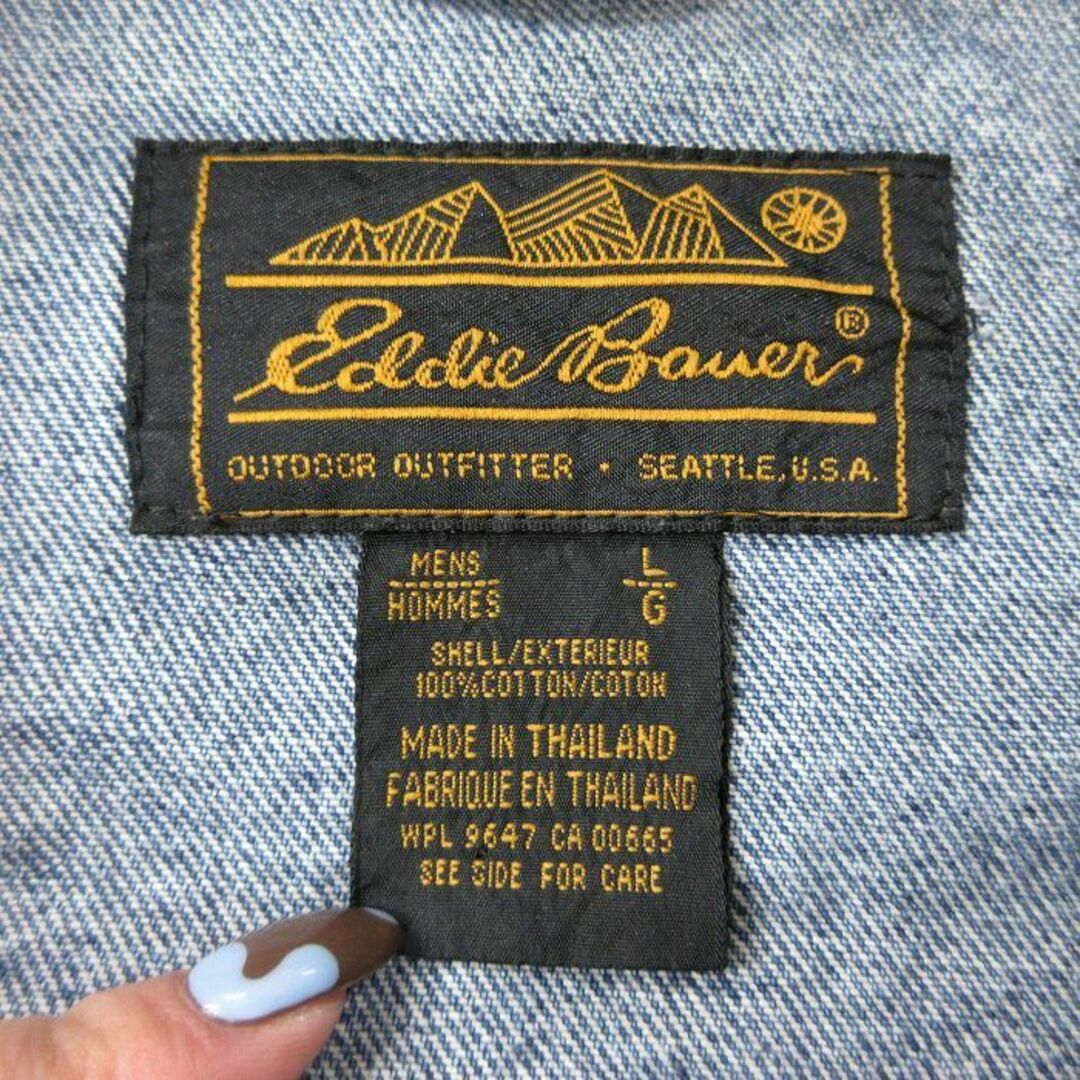 Eddie Bauer ®
OUTDOOR OUTFITTER • SEATTLE, U.S.A.
MENS L
HOMMES G
SHELL/EXTERIEUR
100% COTTON/COTON
MADE IN THAILAND
FABRIQUE EN THAILAND
WPL 9647 CA 00665
SEE SIDE FOR CARE